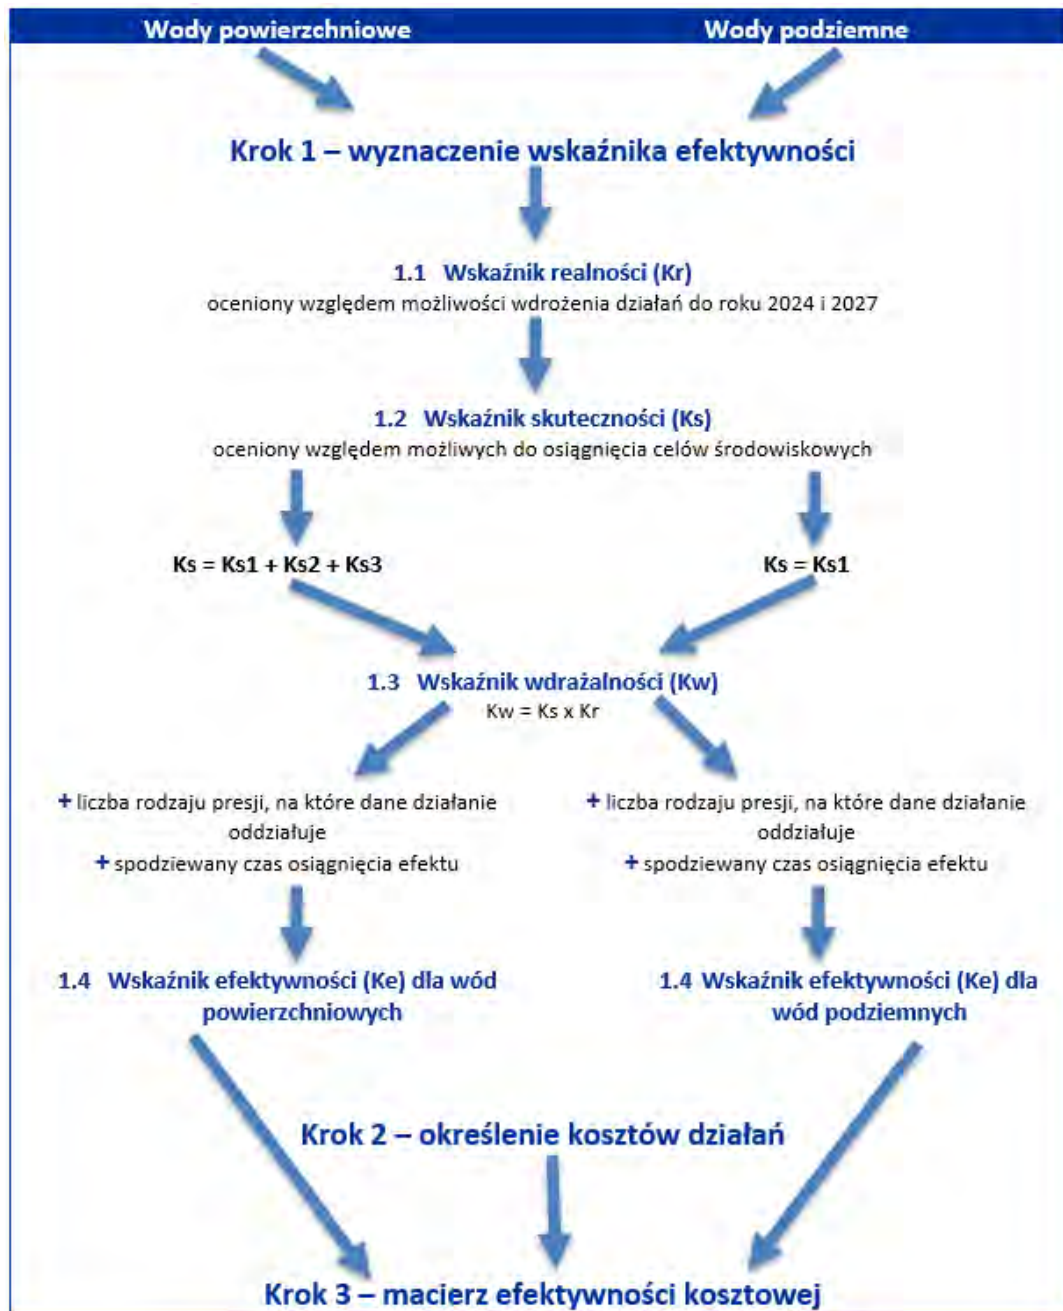 Wody powierzchniowe
Wody podziemne
Krok 1 – wyznaczenie wskaźnika efektywności
1.1 Wskaźnik realności (Kr)
oceniony względem możliwości wdrożenia działań do roku 2024 i 2027
1.2 Wskaźnik skuteczności (Ks)
oceniony względem możliwych do osiągnięcia celów środowiskowych
Ks = Ks1 + Ks2 + Ks3
Ks = Ks1
1.3 Wskaźnik wdrażalności (Kw)
Kw = Ks x Kr
+ liczba rodzaju presji, na które dane działanie
oddziałuje
+ spodziewany czas osiągnięcia efektu
+ liczba rodzaju presji, na które dane działanie
oddziałuje
+ spodziewany czas osiągnięcia efektu
1.4 Wskaźnik efektywności (Ke) dla wód
powierzchniowych
1.4 Wskaźnik efektywności (Ke) dla
wód podziemnych
Krok 2 – określenie kosztów działań
Krok 3 – macierz efektywności kosztowej